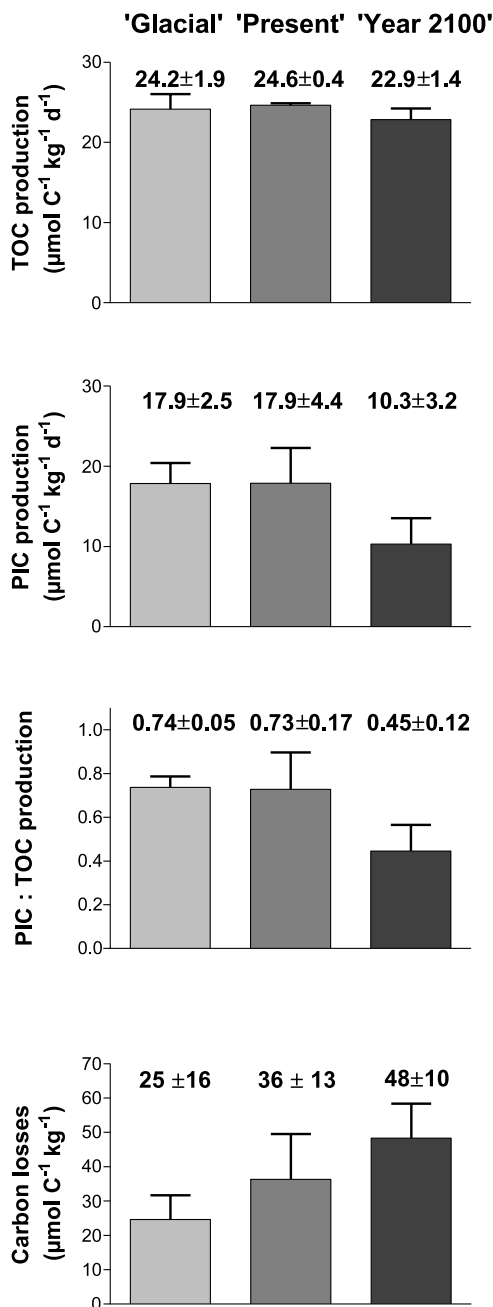 'Glacial' 'Present' 'Year 2100'
TOC production
(µmol C⁻¹ kg⁻¹ d⁻¹)
30
20
10
0
24.2±1.9 24.6±0.4 22.9±1.4
PIC production
(µmol C⁻¹ kg⁻¹ d⁻¹)
30
20
10
0
17.9±2.5 17.9±4.4 10.3±3.2
PIC : TOC production
1.0
0.8
0.6
0.4
0.2
0.0
0.74±0.05 0.73±0.17 0.45±0.12
Carbon losses
(µmol C⁻¹ kg⁻¹)
70
60
50
40
30
20
10
0
25 ±16 36 ± 13 48±10